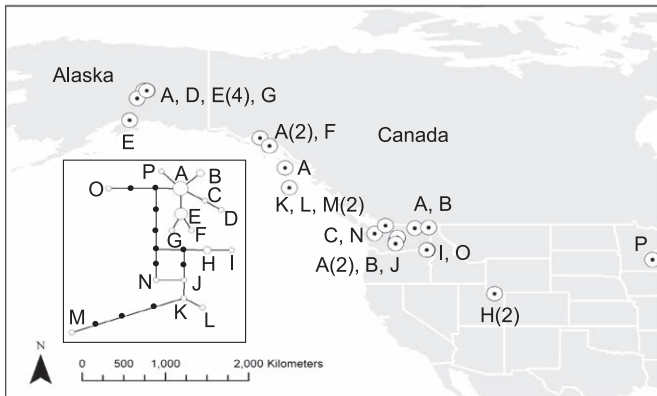 Alaska
A, D, E(4), G
E
A(2), F
Canada
A
K, L, M(2)
A, B
C, N
A(2), B, J
I, O
P
H(2)
P
A
B
O
C
E
D
G
F
H
I
N
J
K
L
M
N
0 500 1,000 2,000 Kilometers